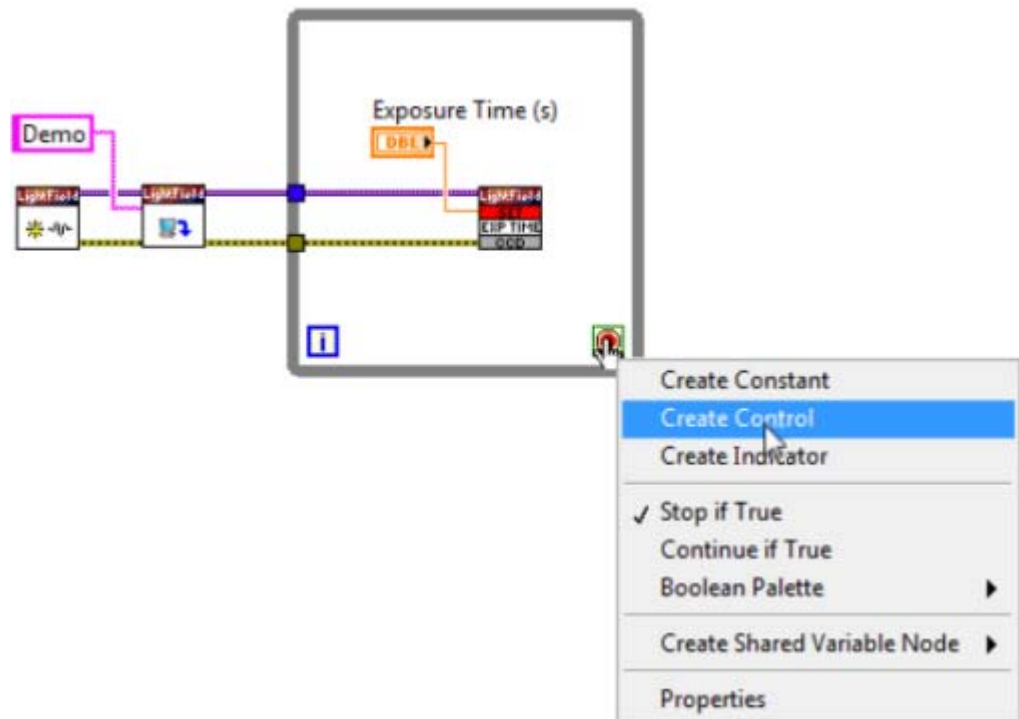 Exposure Time (s)
DBL
Demo
LightField
LightField
LightField
SET
EXP TIME
CCD
i
Create Constant
Create Control
Create Indicator
✓ Stop if True
Continue if True
Boolean Palette
Create Shared Variable Node
Properties